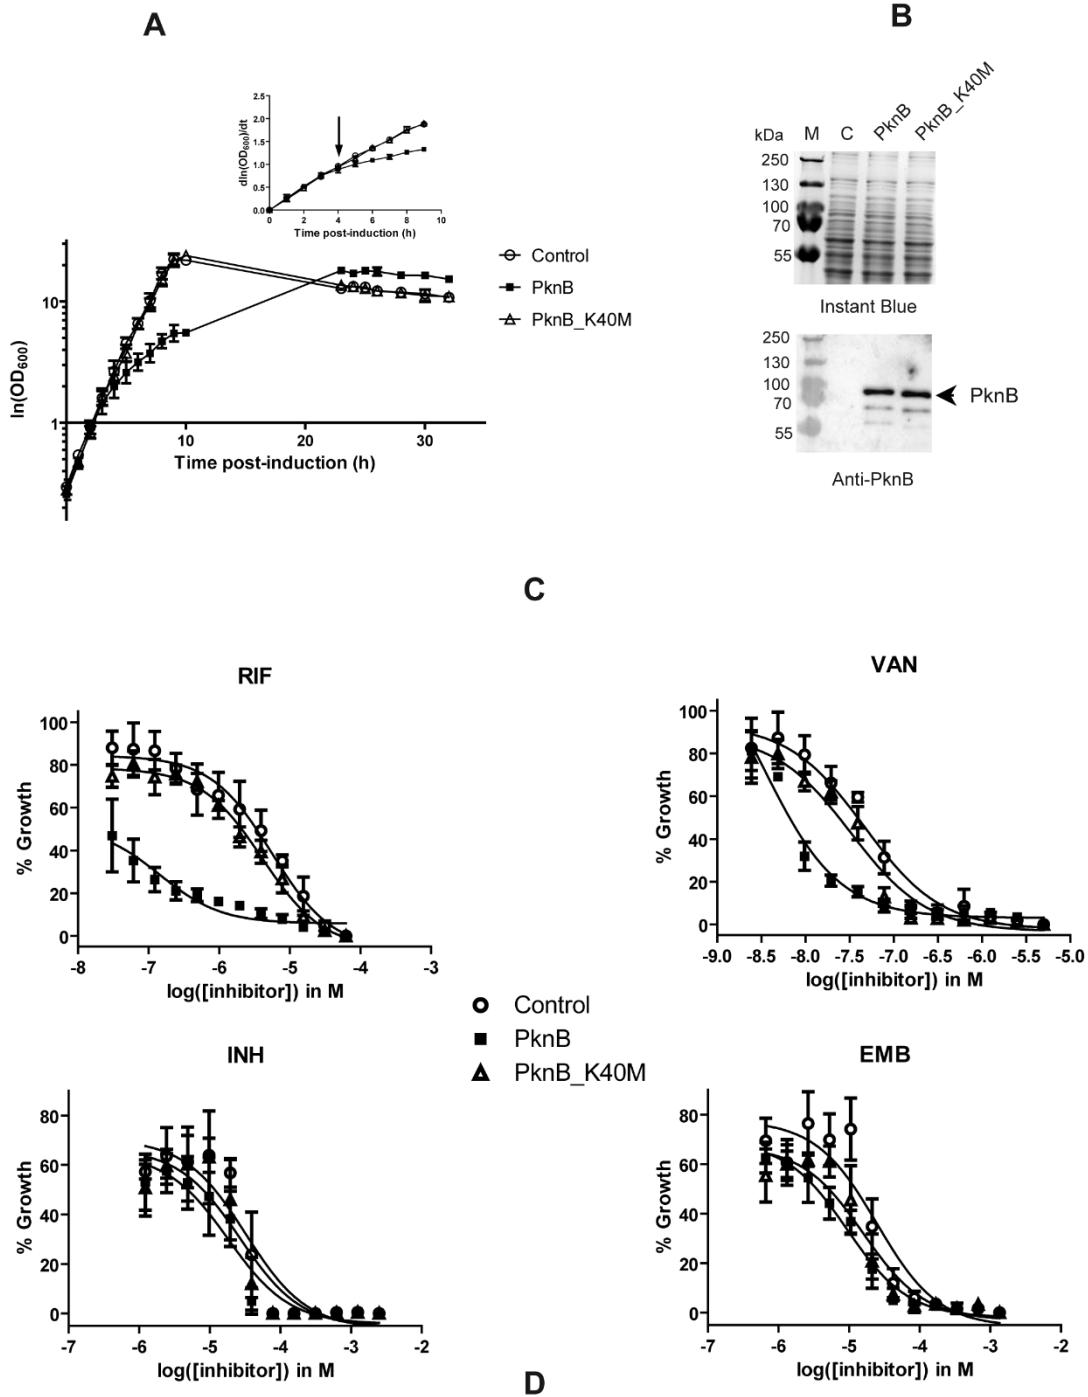 A
B
2.5
2.0
1.5
1.0
0.5
0.0
dln(OD600)/dt
0 2 4 6 8 10
Time post-induction (h)
10
1
ln(OD600)
10 20 30
Time post-induction (h)
Control
PknB
PknB_K40M
kDa M C PknB PknB_K40M
250
130
100
70
55
Instant Blue
250
130
100
70
55
PknB
Anti-PknB
C
RIF
100
80
60
40
20
0
% Growth
-8 -7 -6 -5 -4 -3
log([inhibitor]) in M
VAN
100
80
60
40
20
0
% Growth
-9.0 -8.5 -8.0 -7.5 -7.0 -6.5 -6.0 -5.5 -5.0
log([inhibitor]) in M
Control
PknB
PknB_K40M
INH
80
60
40
20
0
% Growth
-7 -6 -5 -4 -3 -2
log([inhibitor]) in M
EMB
80
60
40
20
0
% Growth
-7 -6 -5 -4 -3 -2
log([inhibitor]) in M
D